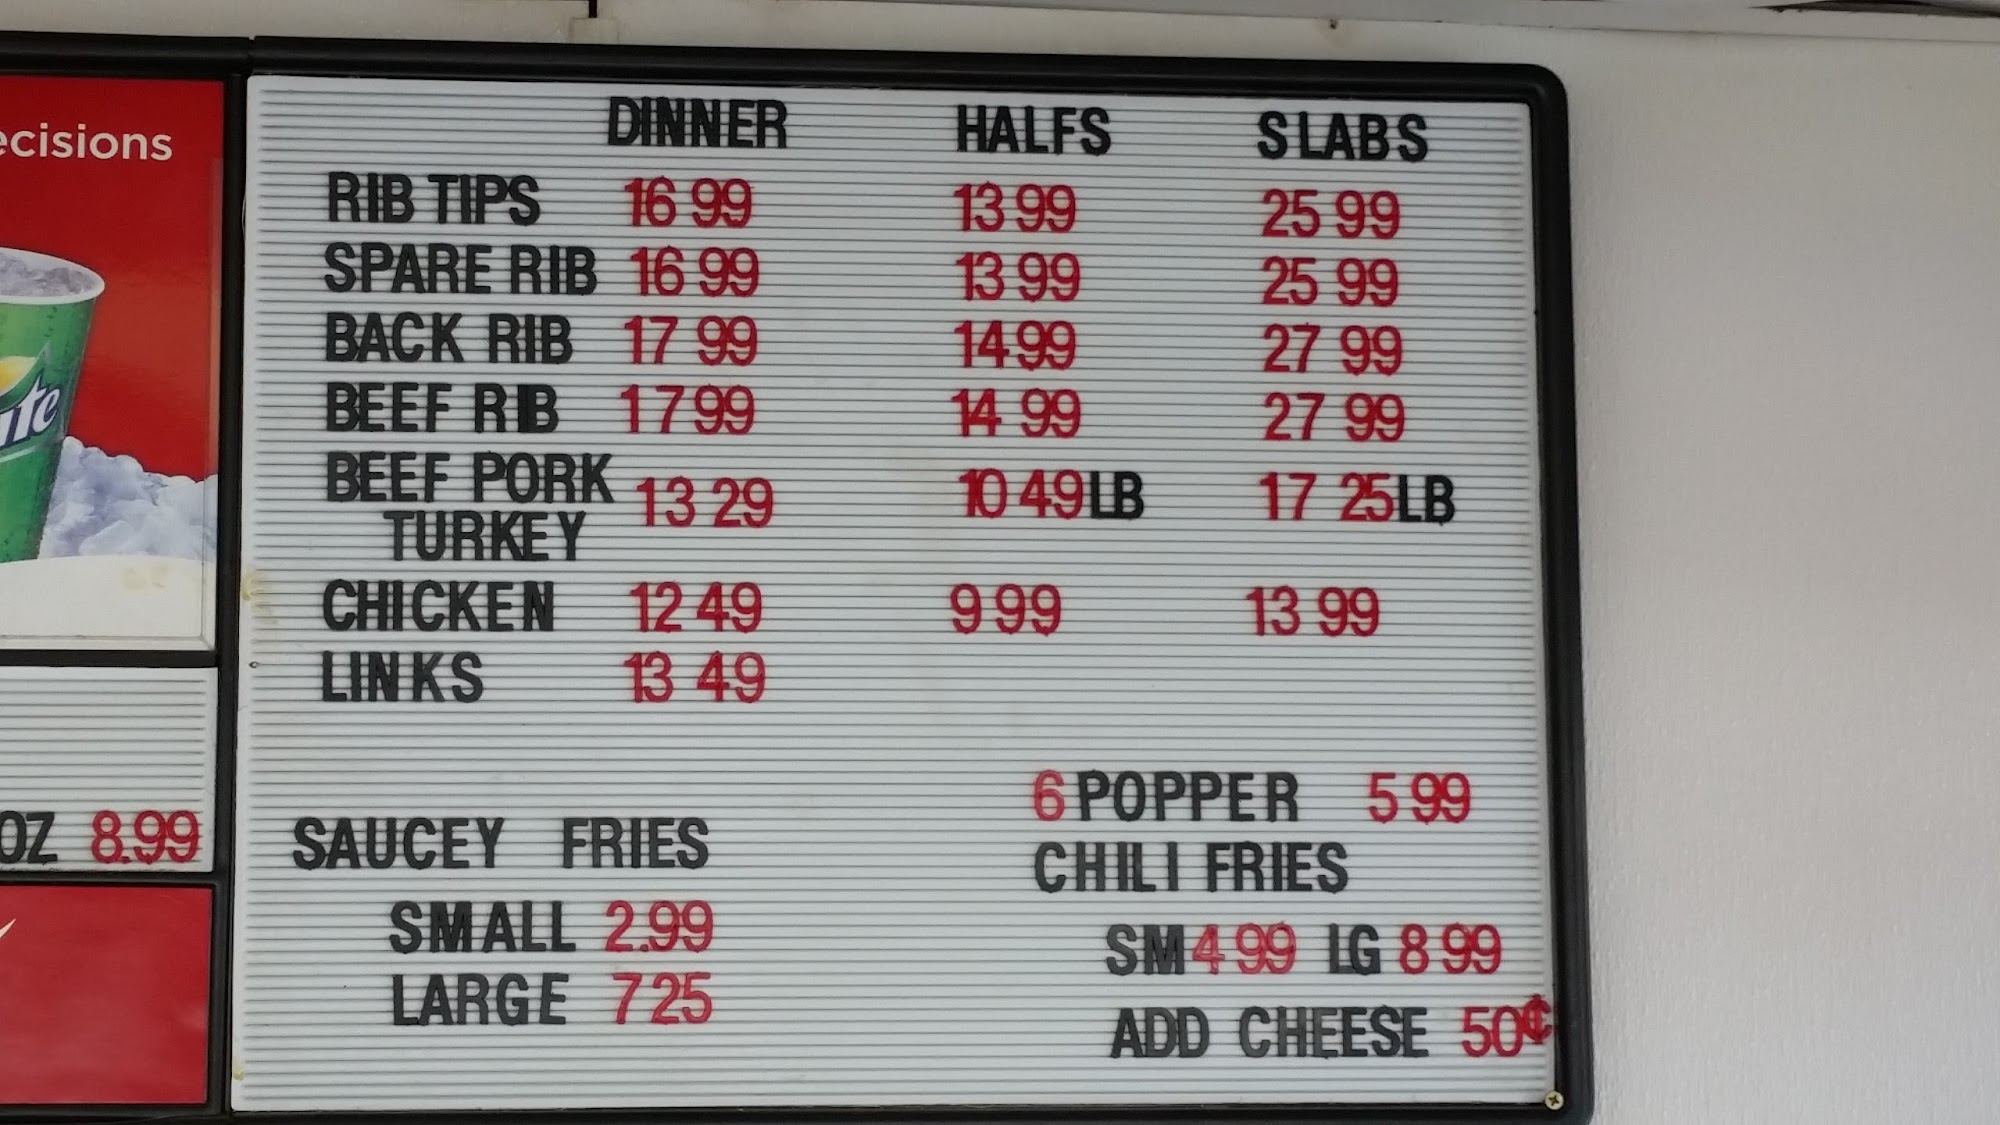 ecisions
OZ 8.99
DINNER HALFS SLABS
RIB TIPS 16 99 13 99 25 99
SPARE RIB 16 99 13 99 25 99
BACK RIB 17 99 14 99 27 99
BEEF RIB 17 99 14 99 27 99
BEEF PORK TURKEY 13 29 10 49 LB 17 25 LB
CHICKEN 12 49 9 99 13 99
LINKS 13 49
SAUCEY FRIES
SMALL 2.99
LARGE 7 25
6 POPPER 5 99
CHILI FRIES
SM 4 99 LG 8 99
ADD CHEESE 50¢